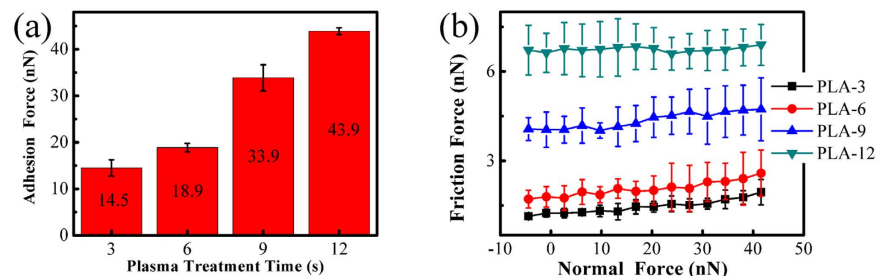 (a)
Adhesion Force (nN)
40
30
20
10
0
14.5
18.9
33.9
43.9
3
6
9
12
Plasma Treatment Time (s)
(b)
Friction Force (nN)
6
3
PLA-3
PLA-6
PLA-9
PLA-12
-10
0
10
20
30
40
50
Normal Force (nN)